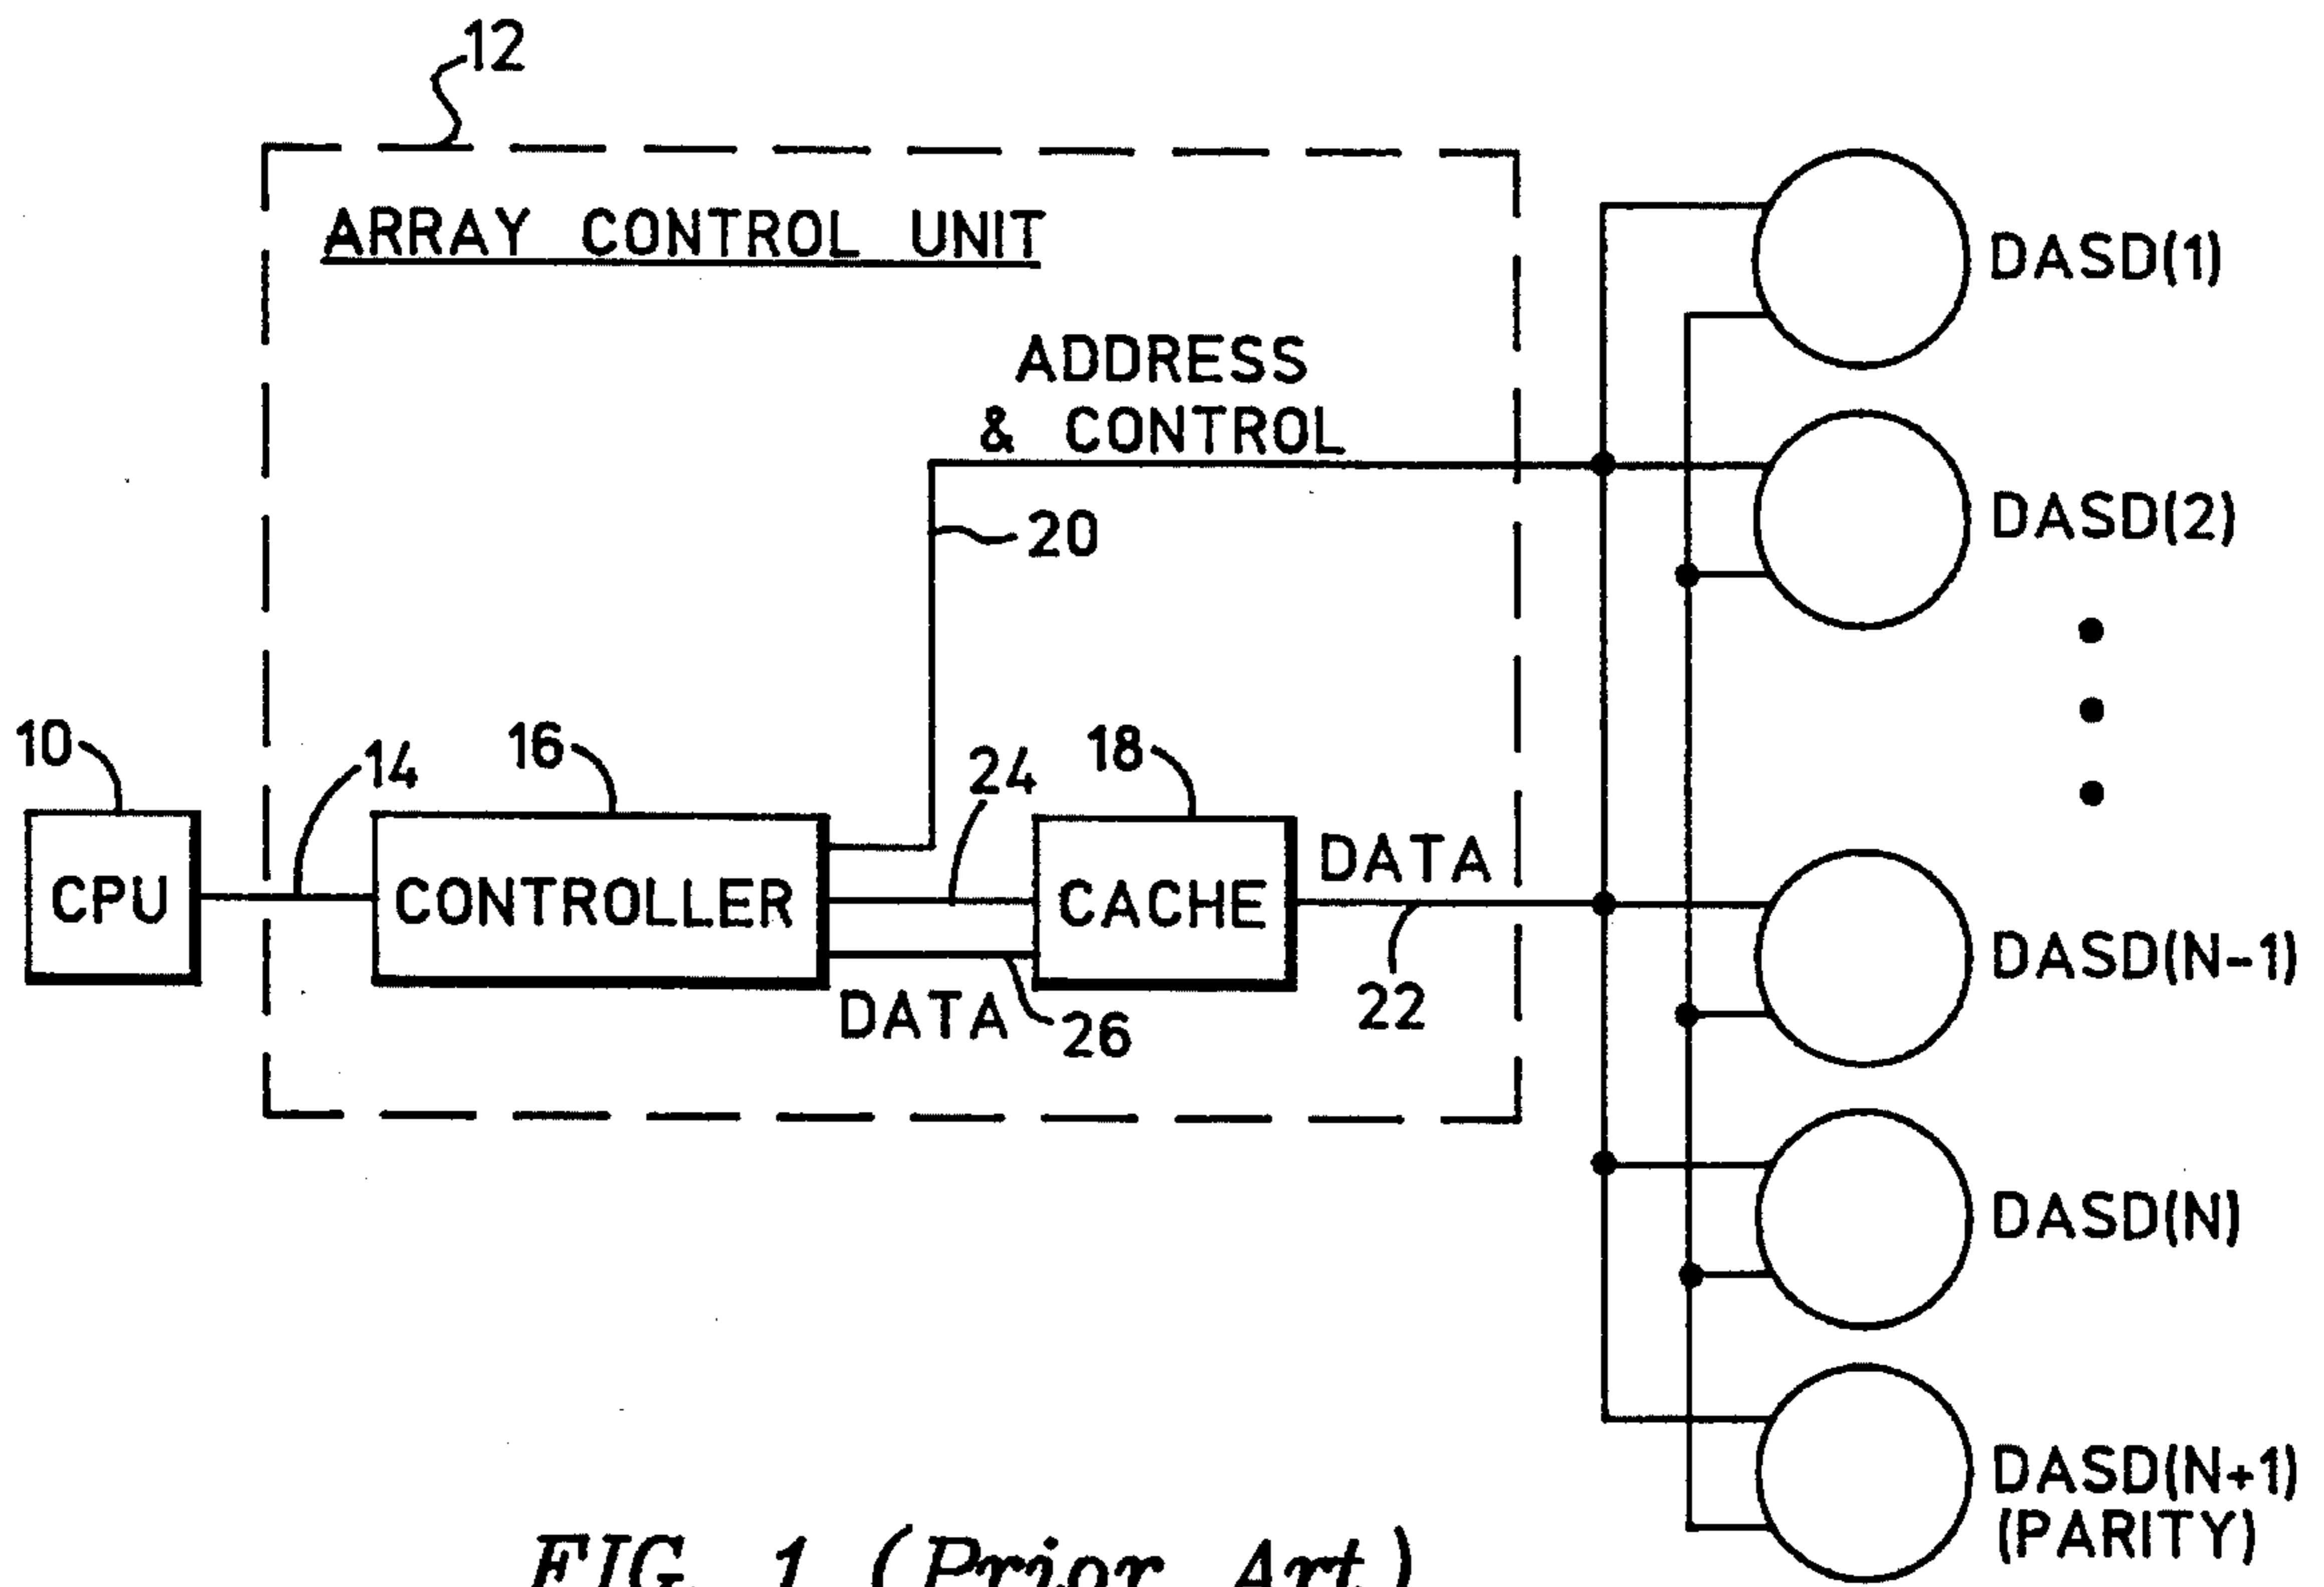 12
ARRAY CONTROL UNIT
ADDRESS
& CONTROL
20
10
14
16
24
18
CPU
CONTROLLER
CACHE
DATA
DATA
26
22
DASD(1)
DASD(2)
DASD(N-1)
DASD(N)
DASD(N+1)
(PARITY)
FIG. 1 (Prior Art)